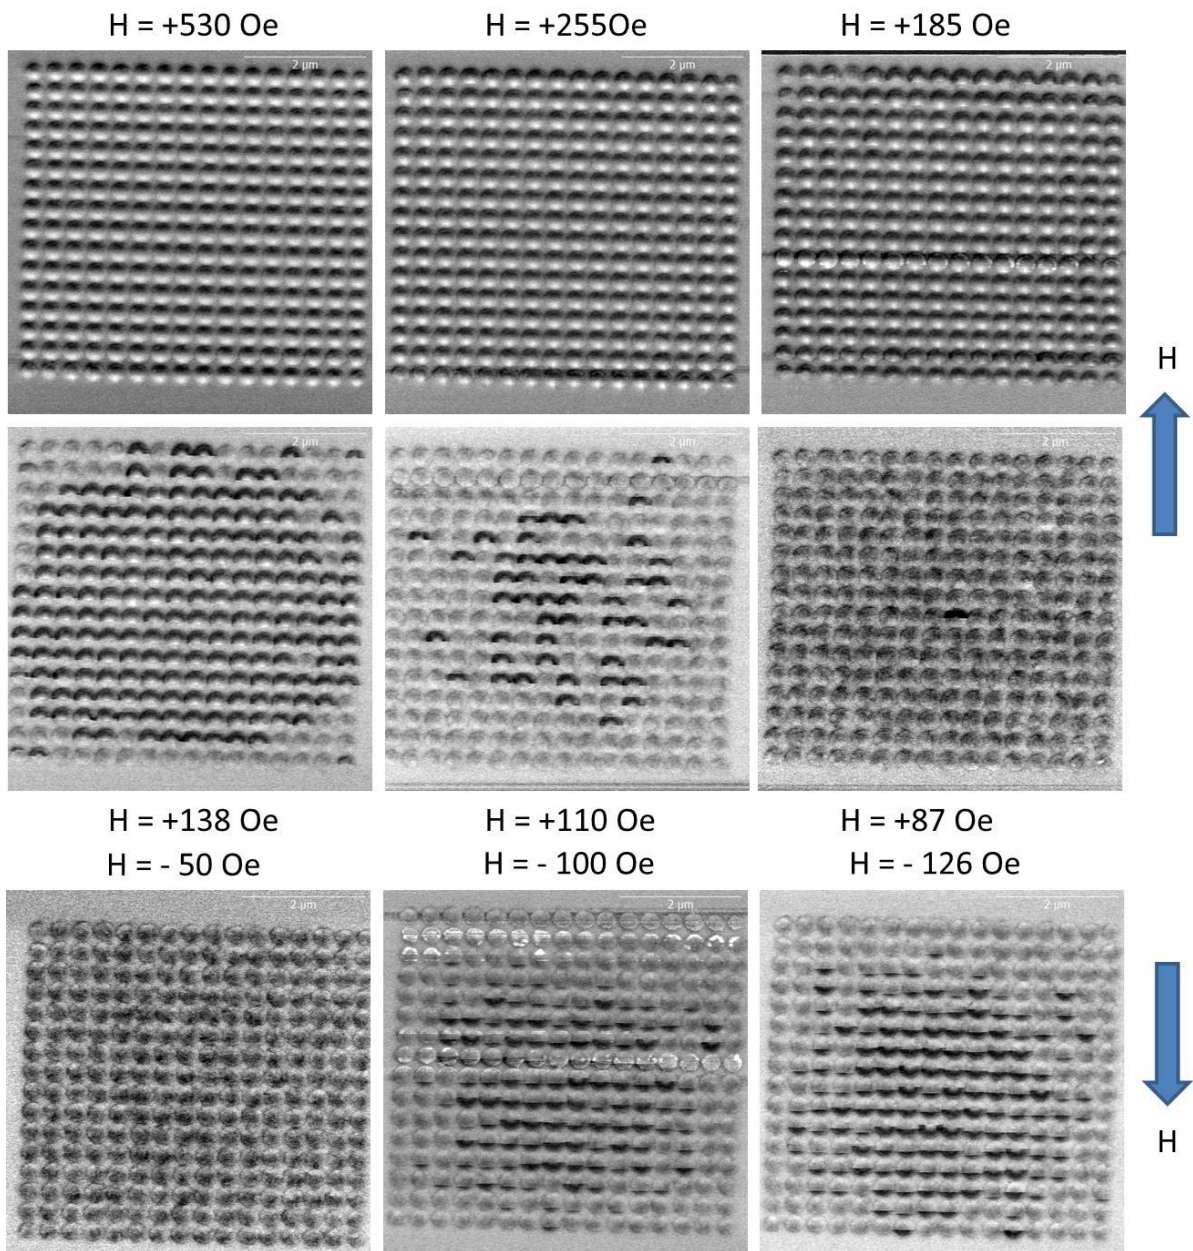 H = +530 Oe
H = +255Oe
H = +185 Oe
2 μm
2 μm
2 μm
H
2 μm
2 μm
2 μm
H = +138 Oe
H = +110 Oe
H = +87 Oe
H = - 50 Oe
H = - 100 Oe
H = - 126 Oe
2 μm
2 μm
2 μm
H